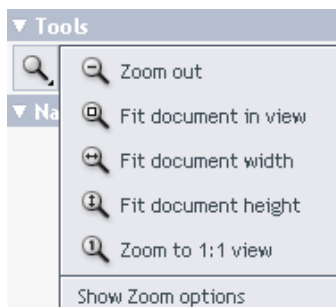 Tools
Zoom out
Na
Fit document in view
Fit document width
Fit document height
1 Zoom to 1:1 view
Show Zoom options